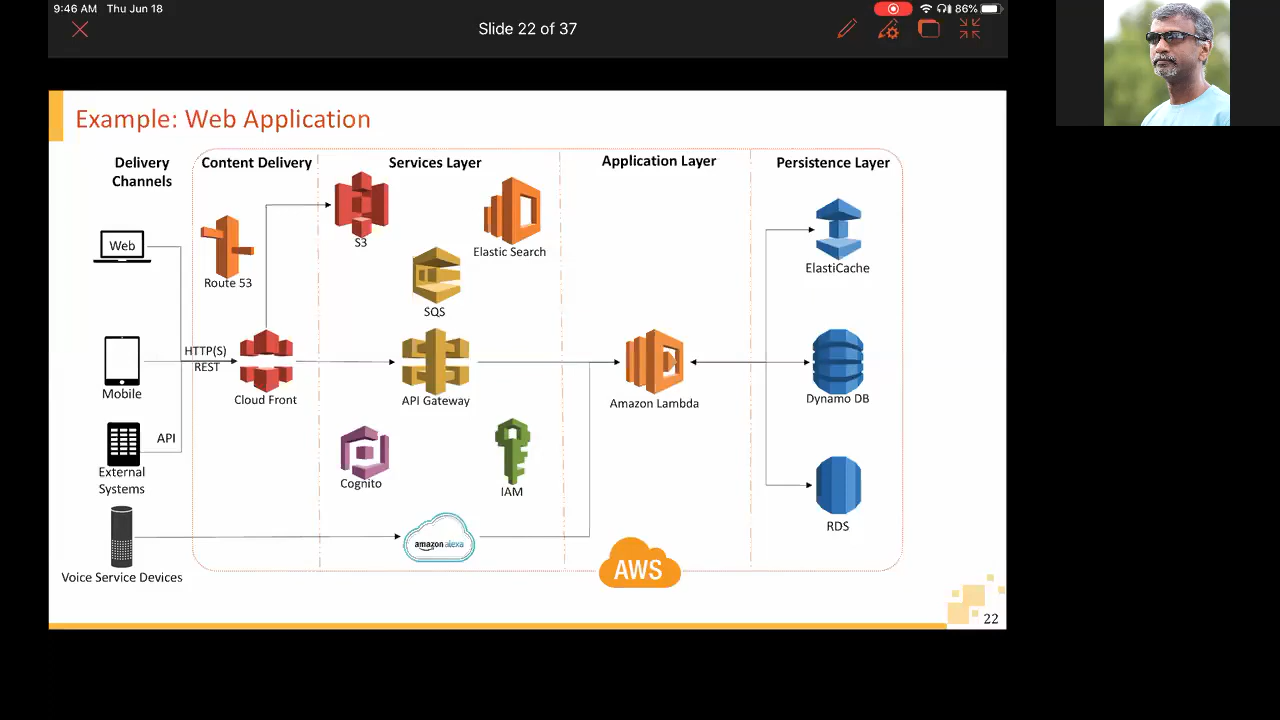 9:46 AM Thu Jun 18
86%
Slide 22 of 37
Example: Web Application
Delivery
Channels
Content Delivery
Services Layer
Application Layer
Persistence Layer
Web
Route 53
S3
Elastic Search
ElastiCache
SQS
HTTP(S)
REST
Mobile
Cloud Front
API Gateway
Amazon Lambda
Dynamo DB
API
External
Systems
Cognito
IAM
RDS
amazon alexa
Voice Service Devices
AWS
22